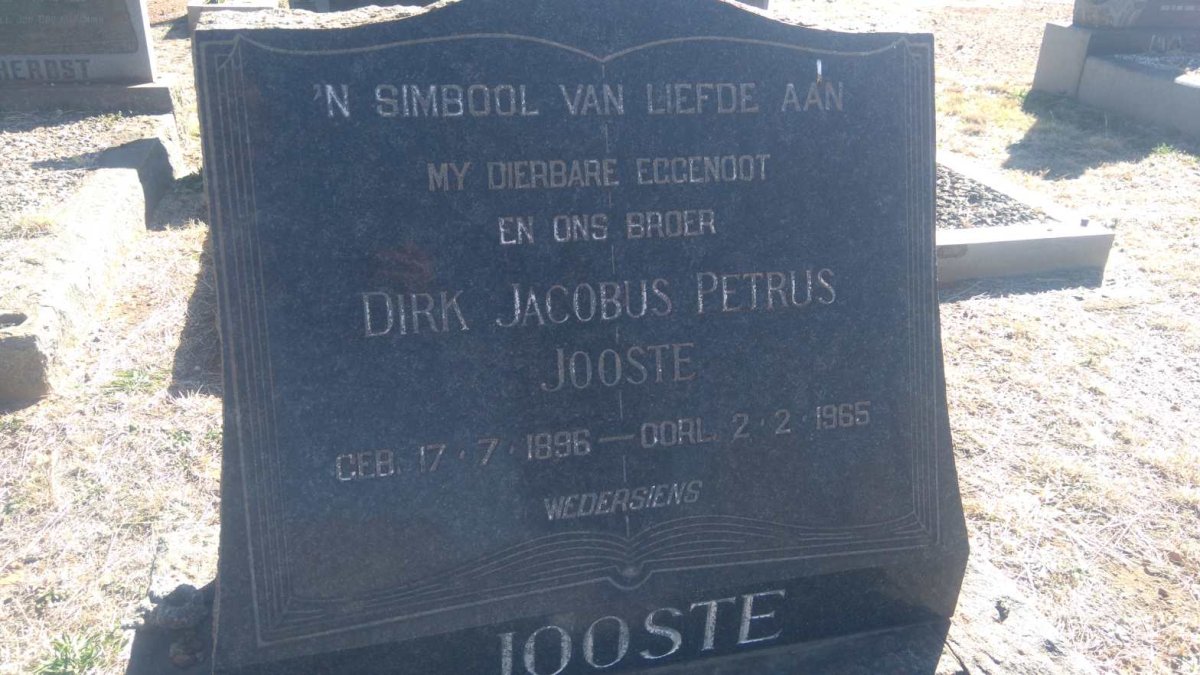 HERBST
'N SIMBOOL VAN LIEFDE AAN
MY DIERBARE EGGENOOT
EN ONS BROER
DIRK JACOBUS PETRUS
JOOSTE
GEB. 17·7·1896 — OORL. 2·2·1965
WEDERSIENS
JOOSTE